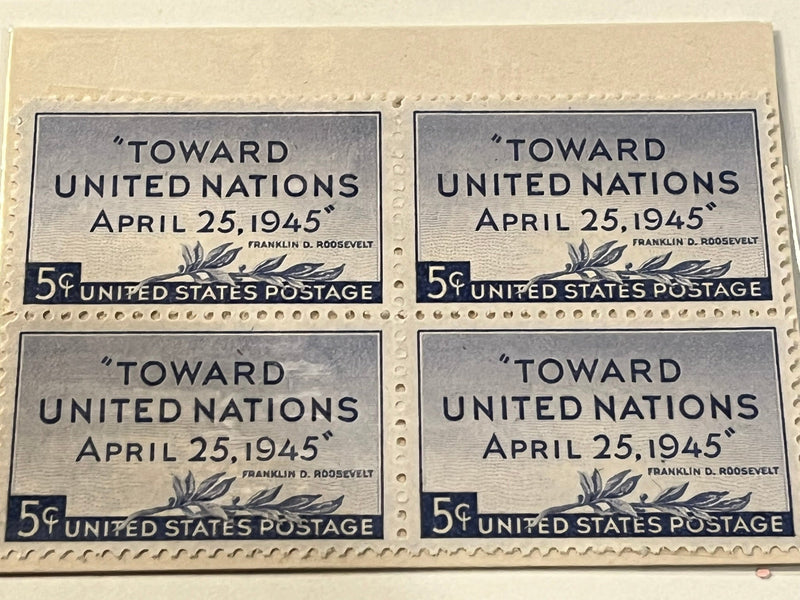 "TOWARD
UNITED NATIONS
APRIL 25, 1945"
FRANKLIN D. ROOSEVELT
5¢ UNITED STATES POSTAGE
"TOWARD
UNITED NATIONS
APRIL 25, 1945"
FRANKLIN D. ROOSEVELT
5¢ UNITED STATES POSTAGE
"TOWARD
UNITED NATIONS
APRIL 25, 1945"
FRANKLIN D. ROOSEVELT
5¢ UNITED STATES POSTAGE
"TOWARD
UNITED NATIONS
APRIL 25, 1945"
FRANKLIN D. ROOSEVELT
5¢ UNITED STATES POSTAGE